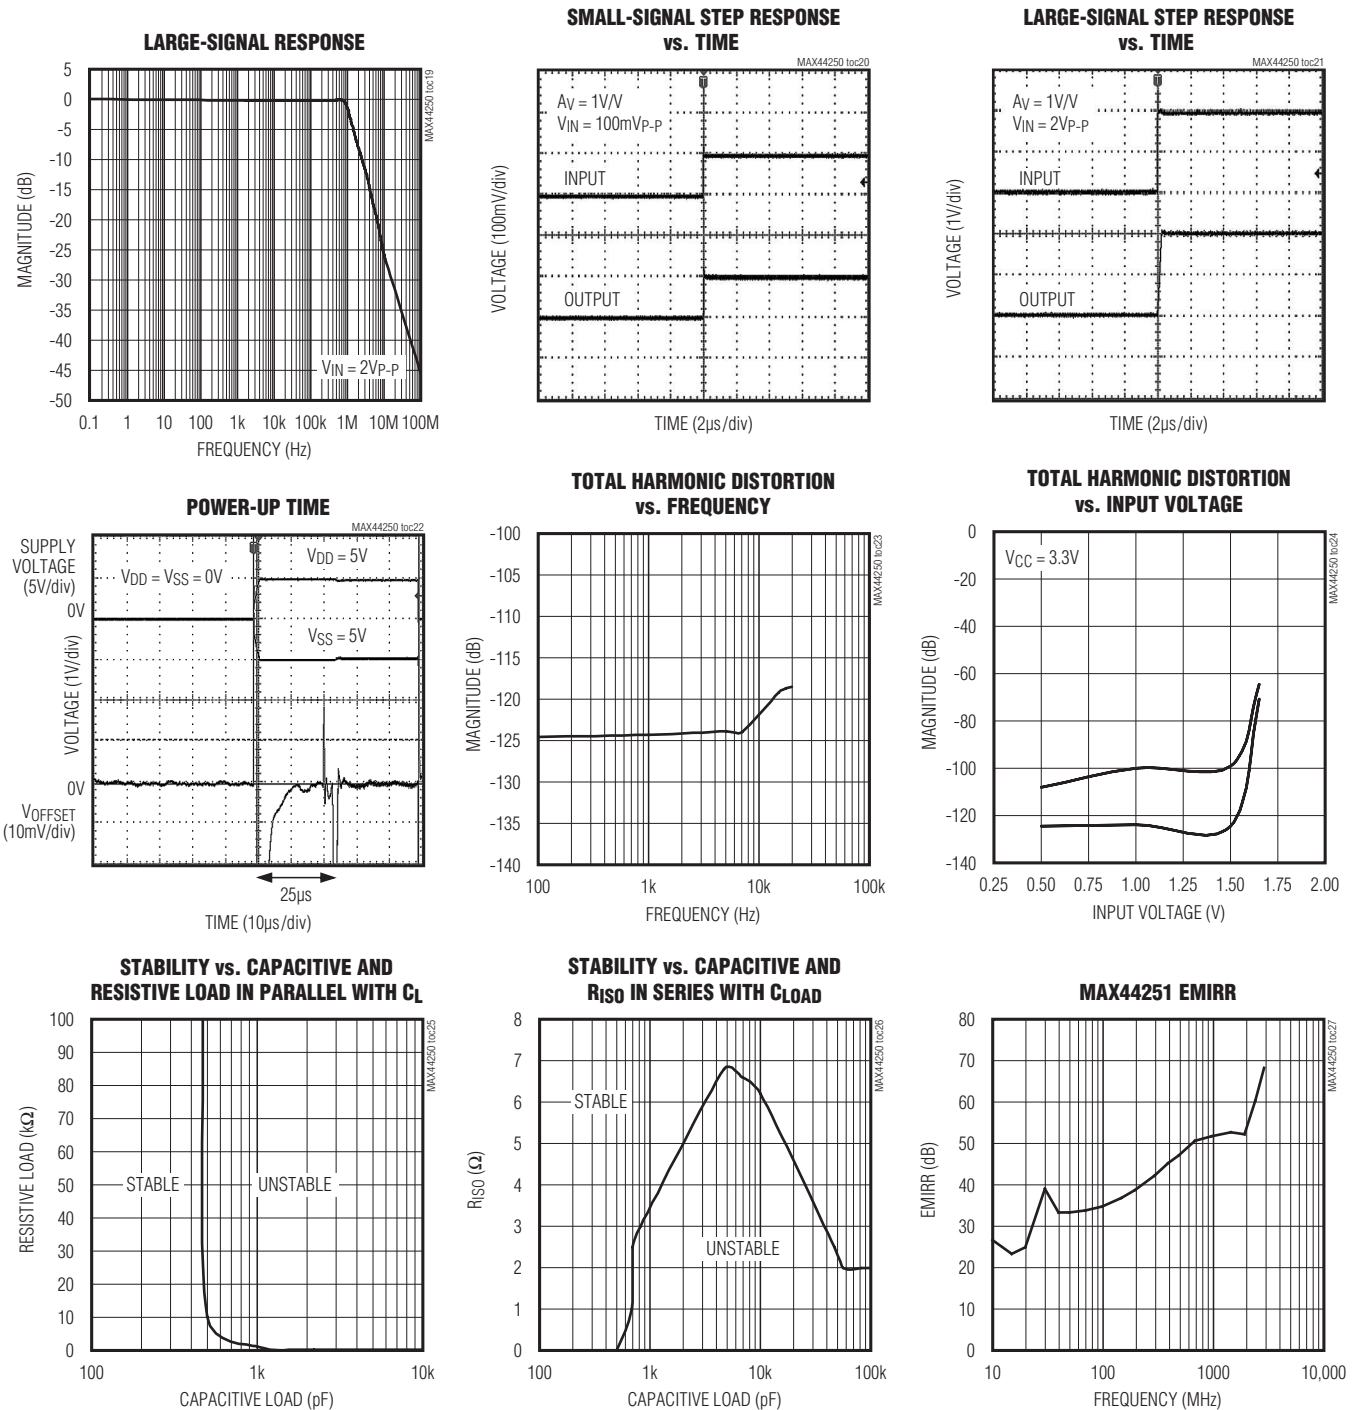 LARGE-SIGNAL RESPONSE
MAX44250 toc19
MAGNITUDE (dB)
5
0
-5
-10
-15
-20
-25
-30
-35
-40
-45
-50
VIN = 2VP-P
0.1 1 10 100 1k 10k 100k 1M 10M 100M
FREQUENCY (Hz)
SMALL-SIGNAL STEP RESPONSE
vs. TIME
MAX44250 toc20
AV = 1V/V
VIN = 100mVP-P
INPUT
OUTPUT
VOLTAGE (100mV/div)
TIME (2µs/div)
LARGE-SIGNAL STEP RESPONSE
vs. TIME
MAX44250 toc21
AV = 1V/V
VIN = 2VP-P
INPUT
OUTPUT
VOLTAGE (1V/div)
TIME (2µs/div)
POWER-UP TIME
MAX44250 toc22
SUPPLY
VOLTAGE
(5V/div)
0V
VOLTAGE (1V/div)
0V
VOFFSET
(10mV/div)
VDD = VSS = 0V
VDD = 5V
VSS = 5V
25µs
TIME (10µs/div)
TOTAL HARMONIC DISTORTION
vs. FREQUENCY
MAX44250 toc23
MAGNITUDE (dB)
-100
-105
-110
-115
-120
-125
-130
-135
-140
100 1k 10k 100k
FREQUENCY (Hz)
TOTAL HARMONIC DISTORTION
vs. INPUT VOLTAGE
MAX44250 toc24
VCC = 3.3V
MAGNITUDE (dB)
0
-20
-40
-60
-80
-100
-120
-140
0.25 0.50 0.75 1.00 1.25 1.50 1.75 2.00
INPUT VOLTAGE (V)
STABILITY vs. CAPACITIVE AND
RESISTIVE LOAD IN PARALLEL WITH CL
MAX44250 toc25
RESISTIVE LOAD (kΩ)
100
90
80
70
60
50
40
30
20
10
0
STABLE
UNSTABLE
100 1k 10k
CAPACITIVE LOAD (pF)
STABILITY vs. CAPACITIVE AND
RISO IN SERIES WITH CLOAD
MAX44250 toc26
RISO (Ω)
8
7
6
5
4
3
2
1
0
STABLE
UNSTABLE
100 1k 10k 100k
CAPACITIVE LOAD (pF)
MAX44251 EMIRR
MAX44250 toc27
EMIRR (dB)
80
70
60
50
40
30
20
10
0
10 100 1000 10,000
FREQUENCY (MHz)